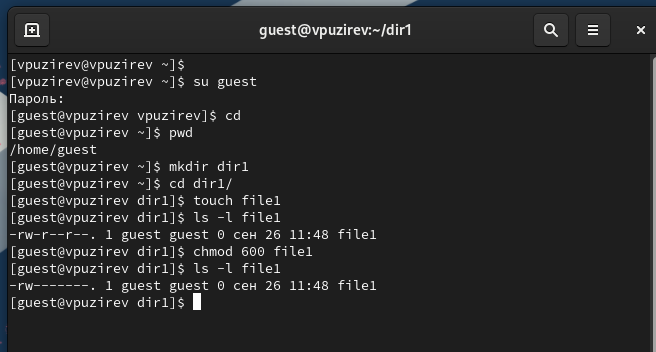 guest@vpuzirev:~/dir1
[vpuzirev@vpuzirev ~]$
[vpuzirev@vpuzirev ~]$ su guest
Пароль:
[guest@vpuzirev vpuzirev]$ cd
[guest@vpuzirev ~]$ pwd
/home/guest
[guest@vpuzirev ~]$ mkdir dir1
[guest@vpuzirev ~]$ cd dir1/
[guest@vpuzirev dir1]$ touch file1
[guest@vpuzirev dir1]$ ls -l file1
-rw-r--r--. 1 guest guest 0 сен 26 11:48 file1
[guest@vpuzirev dir1]$ chmod 600 file1
[guest@vpuzirev dir1]$ ls -l file1
-rw-------. 1 guest guest 0 сен 26 11:48 file1
[guest@vpuzirev dir1]$